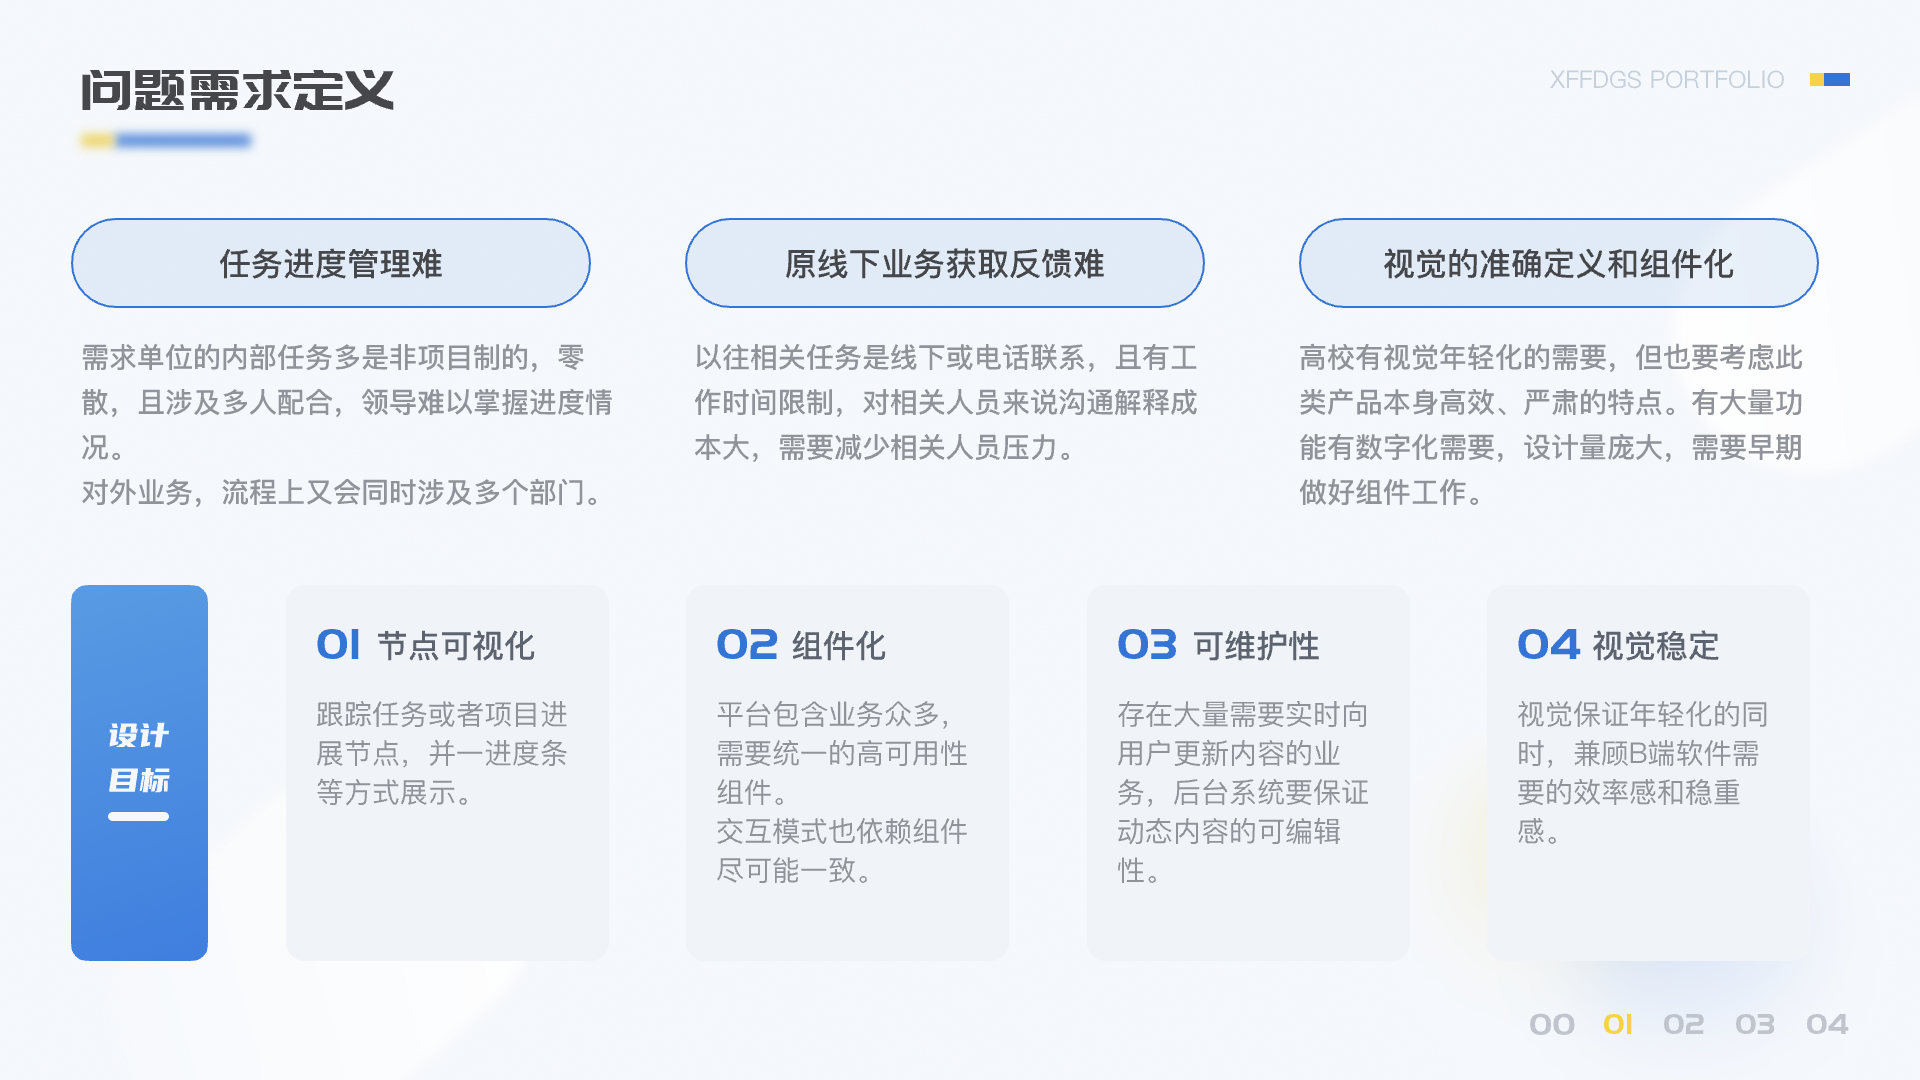 问题需求定义
XFFDGS PORTFOLIO
任务进度管理难
需求单位的内部任务多是非项目制的，零
散，且涉及多人配合，领导难以掌握进度情
况。
对外业务，流程上又会同时涉及多个部门。
原线下业务获取反馈难
以往相关任务是线下或电话联系，且有工
作时间限制，对相关人员来说沟通解释成
本大，需要减少相关人员压力。
视觉的准确定义和组件化
高校有视觉年轻化的需要，但也要考虑此
类产品本身高效、严肃的特点。有大量功
能有数字化需要，设计量庞大，需要早期
做好组件工作。
设计
目标
01 节点可视化
跟踪任务或者项目进
展节点，并一进度条
等方式展示。
02 组件化
平台包含业务众多，
需要统一的高可用性
组件。
交互模式也依赖组件
尽可能一致。
03 可维护性
存在大量需要实时向
用户更新内容的业
务，后台系统要保证
动态内容的可编辑
性。
04 视觉稳定
视觉保证年轻化的同
时，兼顾B端软件需
要的效率感和稳重
感。
00 01 02 03 04